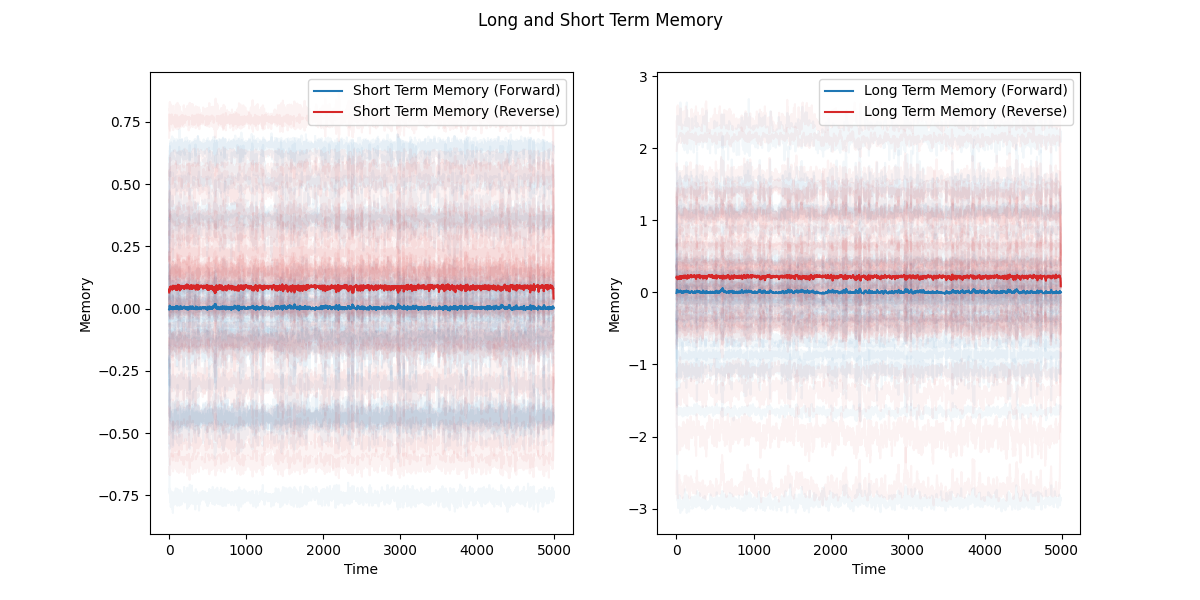 Long and Short Term Memory
Short Term Memory (Forward)
Short Term Memory (Reverse)
0.75
0.50
0.25
0.00
−0.25
−0.50
−0.75
Memory
0 1000 2000 3000 4000 5000
Time
Long Term Memory (Forward)
Long Term Memory (Reverse)
3
2
1
0
−1
−2
−3
Memory
0 1000 2000 3000 4000 5000
Time